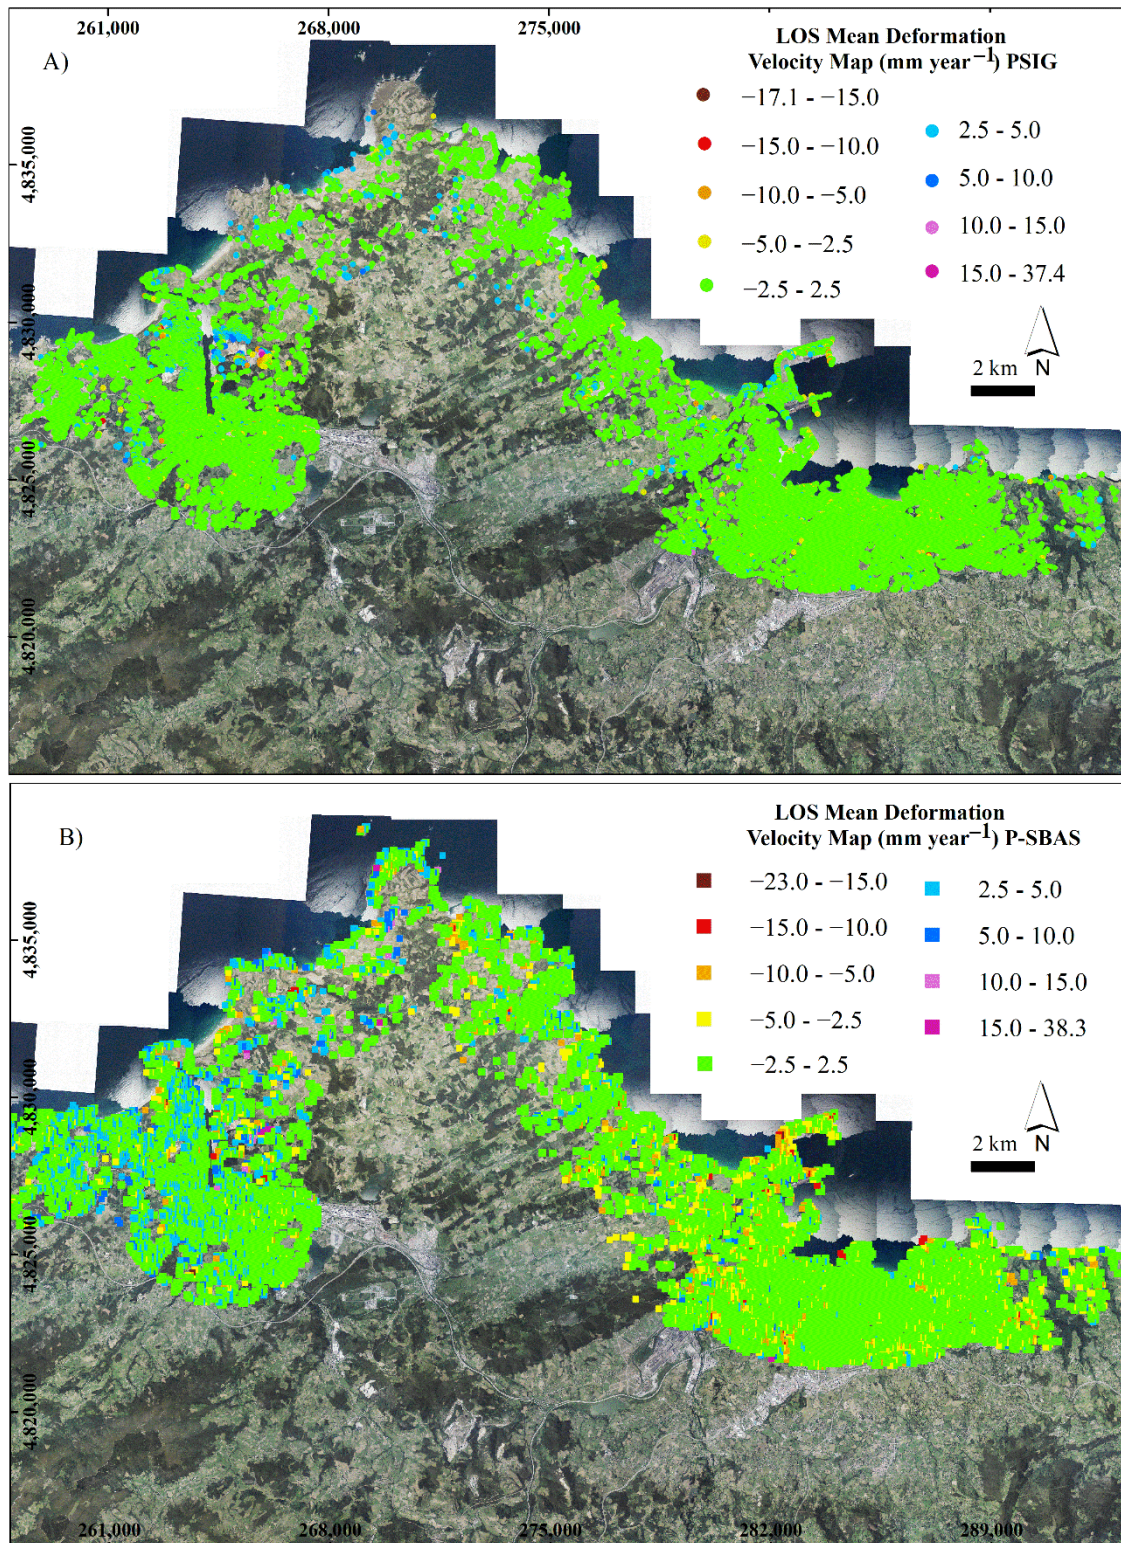 261,000
268,000
275,000
A)
LOS Mean Deformation
Velocity Map (mm year⁻¹) PSIG
−17.1 - −15.0
−15.0 - −10.0
−10.0 - −5.0
−5.0 - −2.5
−2.5 - 2.5
2.5 - 5.0
5.0 - 10.0
10.0 - 15.0
15.0 - 37.4
2 km
N
4,835,000
4,830,000
4,825,000
4,820,000
B)
LOS Mean Deformation
Velocity Map (mm year⁻¹) P-SBAS
−23.0 - −15.0
−15.0 - −10.0
−10.0 - −5.0
−5.0 - −2.5
−2.5 - 2.5
2.5 - 5.0
5.0 - 10.0
10.0 - 15.0
15.0 - 38.3
2 km
N
4,835,000
4,830,000
4,825,000
4,820,000
261,000
268,000
275,000
282,000
289,000